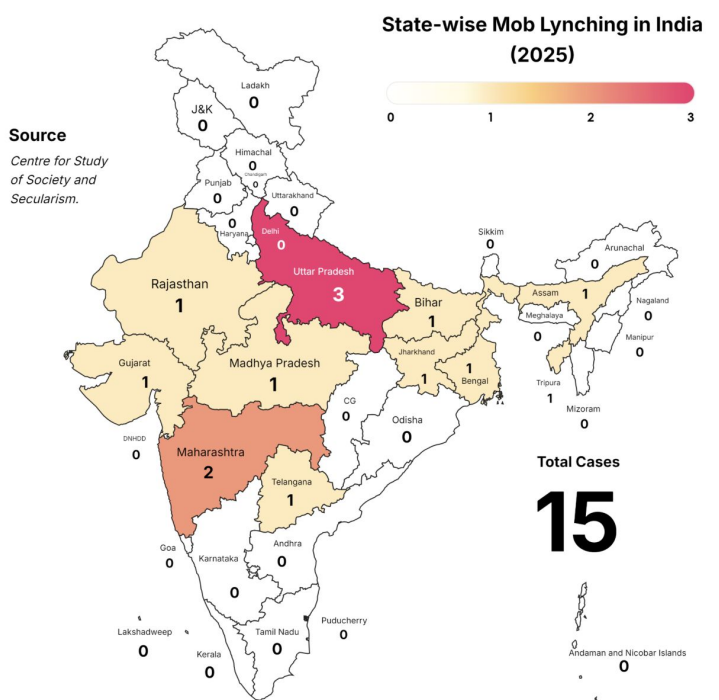 State-wise Mob Lynching in India
(2025)
0
1
2
3
Source
Centre for Study
of Society and
Secularism.
Ladakh
0
J&K
0
Himachal
0
Chandigarh
0
Punjab
0
Uttarakhand
0
0
Haryana
Delhi
0
Uttar Pradesh
3
Rajasthan
1
Bihar
1
Sikkim
0
Arunachal
0
Assam
1
Nagaland
0
Meghalaya
0
Manipur
0
Tripura
1
Mizoram
0
Gujarat
1
Madhya Pradesh
1
Jharkhand
1
1
Bengal
CG
0
Odisha
0
DNHDD
0
Maharashtra
2
Telangana
1
Total Cases
15
Goa
0
Karnataka
0
Andhra
0
Lakshadweep
0
Kerala
0
Tamil Nadu
0
Puducherry
0
Andaman and Nicobar Islands
0